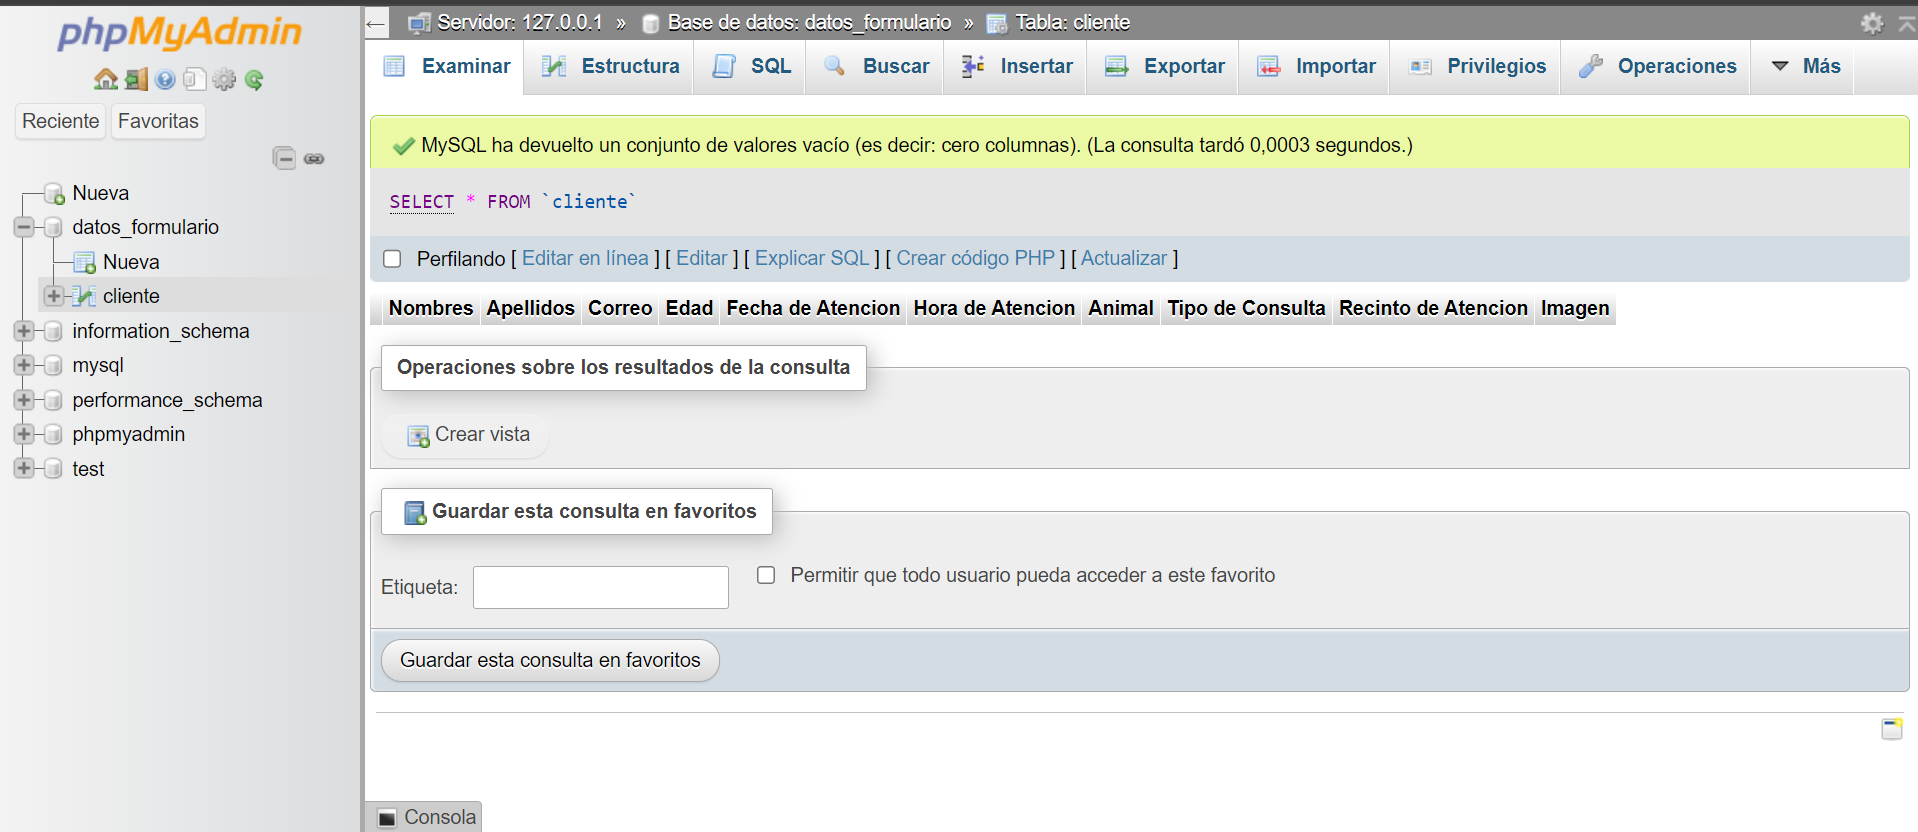 phpMyAdmin
Reciente Favoritas
Nueva
datos_formulario
Nueva
cliente
information_schema
mysql
performance_schema
phpmyadmin
test
Servidor: 127.0.0.1 » Base de datos: datos_formulario » Tabla: cliente
Examinar Estructura SQL Buscar Insertar Exportar Importar Privilegios Operaciones Más
MySQL ha devuelto un conjunto de valores vacío (es decir: cero columnas). (La consulta tardó 0,0003 segundos.)
SELECT * FROM `cliente`
Perfilando [ Editar en línea ] [ Editar ] [ Explicar SQL ] [ Crear código PHP ] [ Actualizar ]
Nombres Apellidos Correo Edad Fecha de Atencion Hora de Atencion Animal Tipo de Consulta Recinto de Atencion Imagen
Operaciones sobre los resultados de la consulta
Crear vista
Guardar esta consulta en favoritos
Etiqueta: Permitir que todo usuario pueda acceder a este favorito
Guardar esta consulta en favoritos
Consola